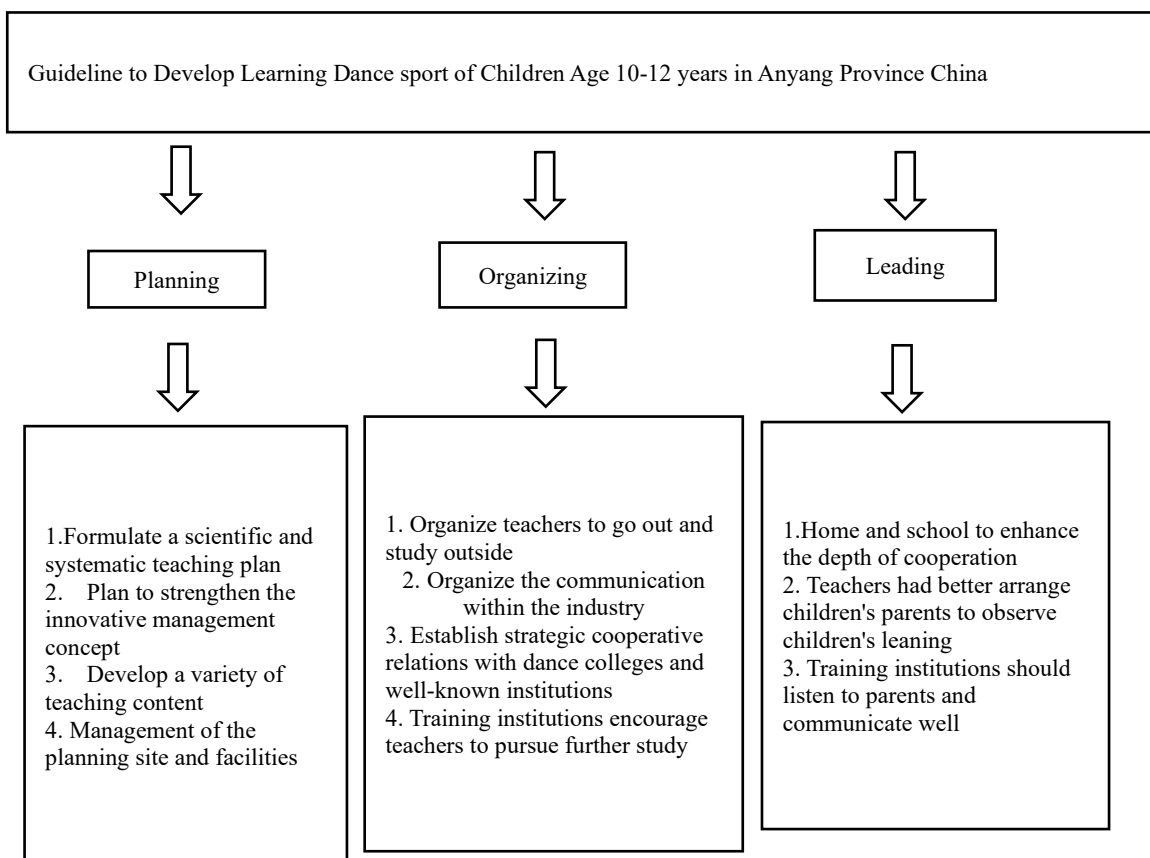 Guideline to Develop Learning Dance sport of Children Age 10-12 years in Anyang Province China
Planning
Organizing
Leading
1.Formulate a scientific and
systematic teaching plan
2. Plan to strengthen the
innovative management
concept
3. Develop a variety of
teaching content
4. Management of the
planning site and facilities
1. Organize teachers to go out and
study outside
2. Organize the communication
within the industry
3. Establish strategic cooperative
relations with dance colleges and
well-known institutions
4. Training institutions encourage
teachers to pursue further study
1.Home and school to enhance
the depth of cooperation
2. Teachers had better arrange
children's parents to observe
children's leaning
3. Training institutions should
listen to parents and
communicate well